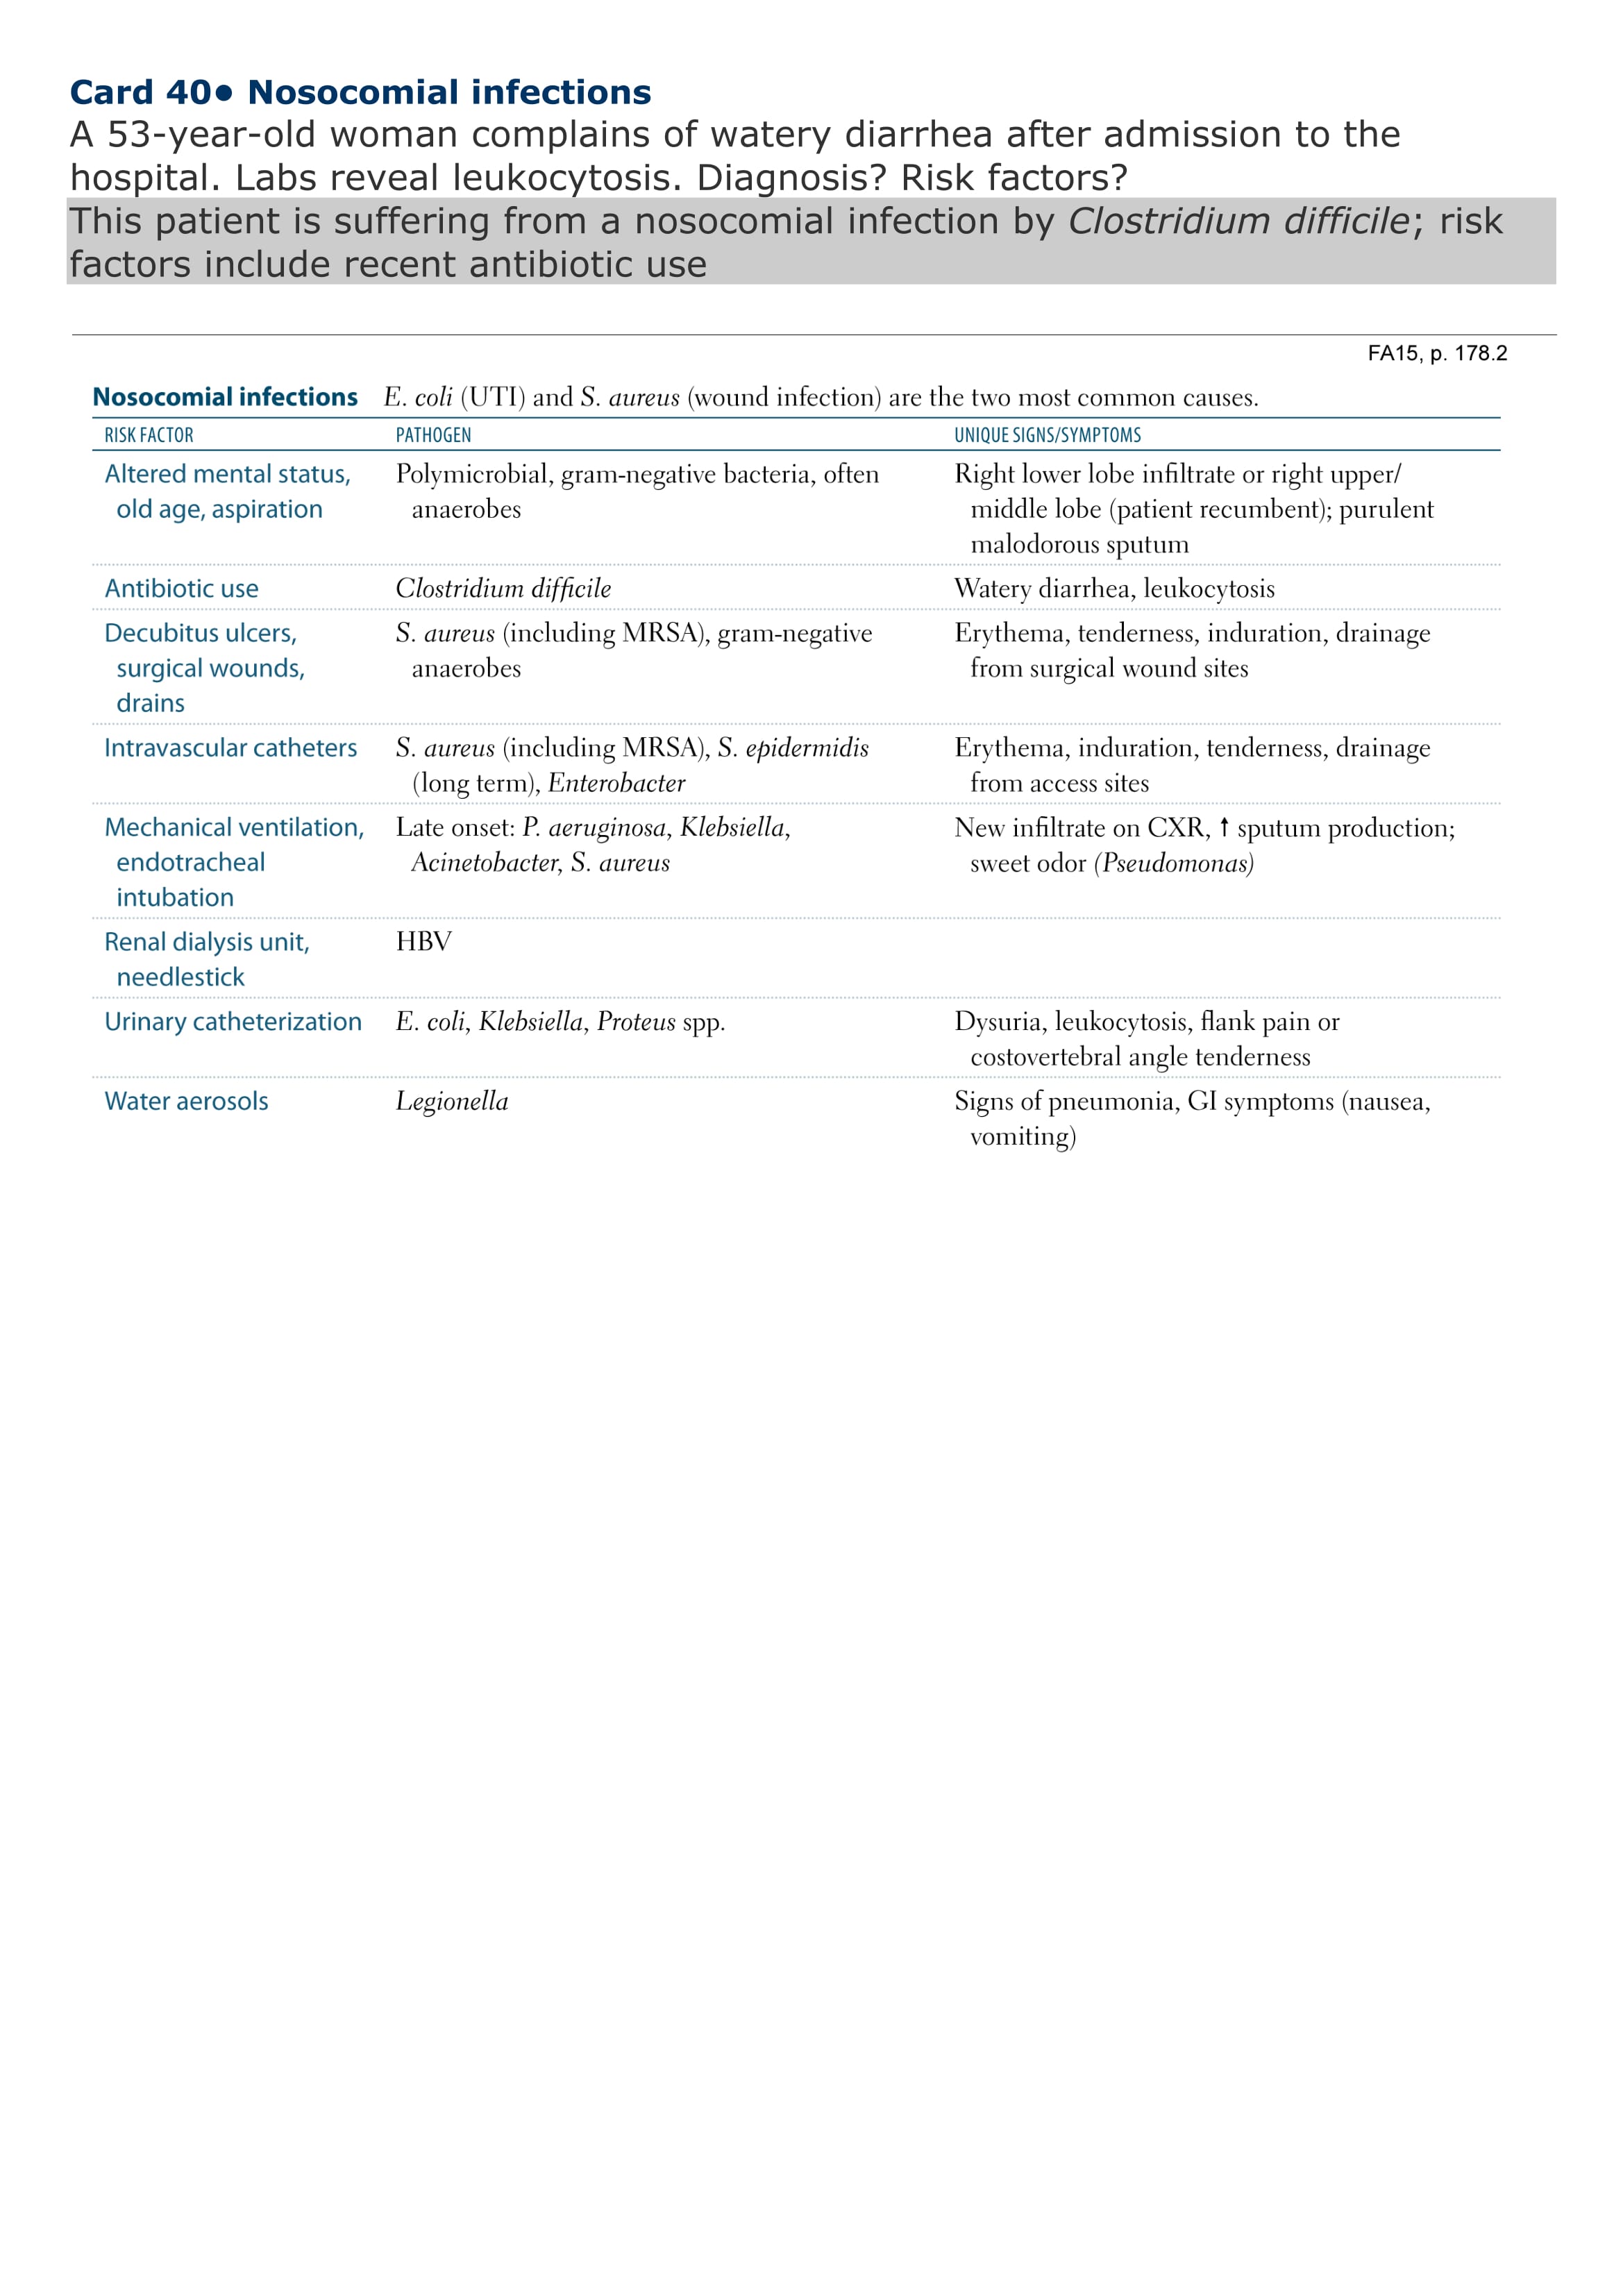 Card 40● Nosocomial infections
A 53-year-old woman complains of watery diarrhea after admission to the
hospital. Labs reveal leukocytosis. Diagnosis? Risk factors?
This patient is suffering from a nosocomial infection by Clostridium difficile; risk
factors include recent antibiotic use
FA15, p. 178.2
Nosocomial infections E. coli (UTI) and S. aureus (wound infection) are the two most common causes.
RISK FACTOR PATHOGEN UNIQUE SIGNS/SYMPTOMS
Altered mental status, Polymicrobial, gram-negative bacteria, often Right lower lobe infiltrate or right upper/
old age, aspiration anaerobes middle lobe (patient recumbent); purulent
malodorous sputum
Antibiotic use Clostridium difficile Watery diarrhea, leukocytosis
Decubitus ulcers, S. aureus (including MRSA), gram-negative Erythema, tenderness, induration, drainage
surgical wounds, anaerobes from surgical wound sites
drains
Intravascular catheters S. aureus (including MRSA), S. epidermidis Erythema, induration, tenderness, drainage
(long term), Enterobacter from access sites
Mechanical ventilation, Late onset: P. aeruginosa, Klebsiella, New infiltrate on CXR, ↑ sputum production;
endotracheal Acinetobacter, S. aureus sweet odor (Pseudomonas)
intubation
Renal dialysis unit, HBV
needlestick
Urinary catheterization E. coli, Klebsiella, Proteus spp. Dysuria, leukocytosis, flank pain or
costovertebral angle tenderness
Water aerosols Legionella Signs of pneumonia, GI symptoms (nausea,
vomiting)